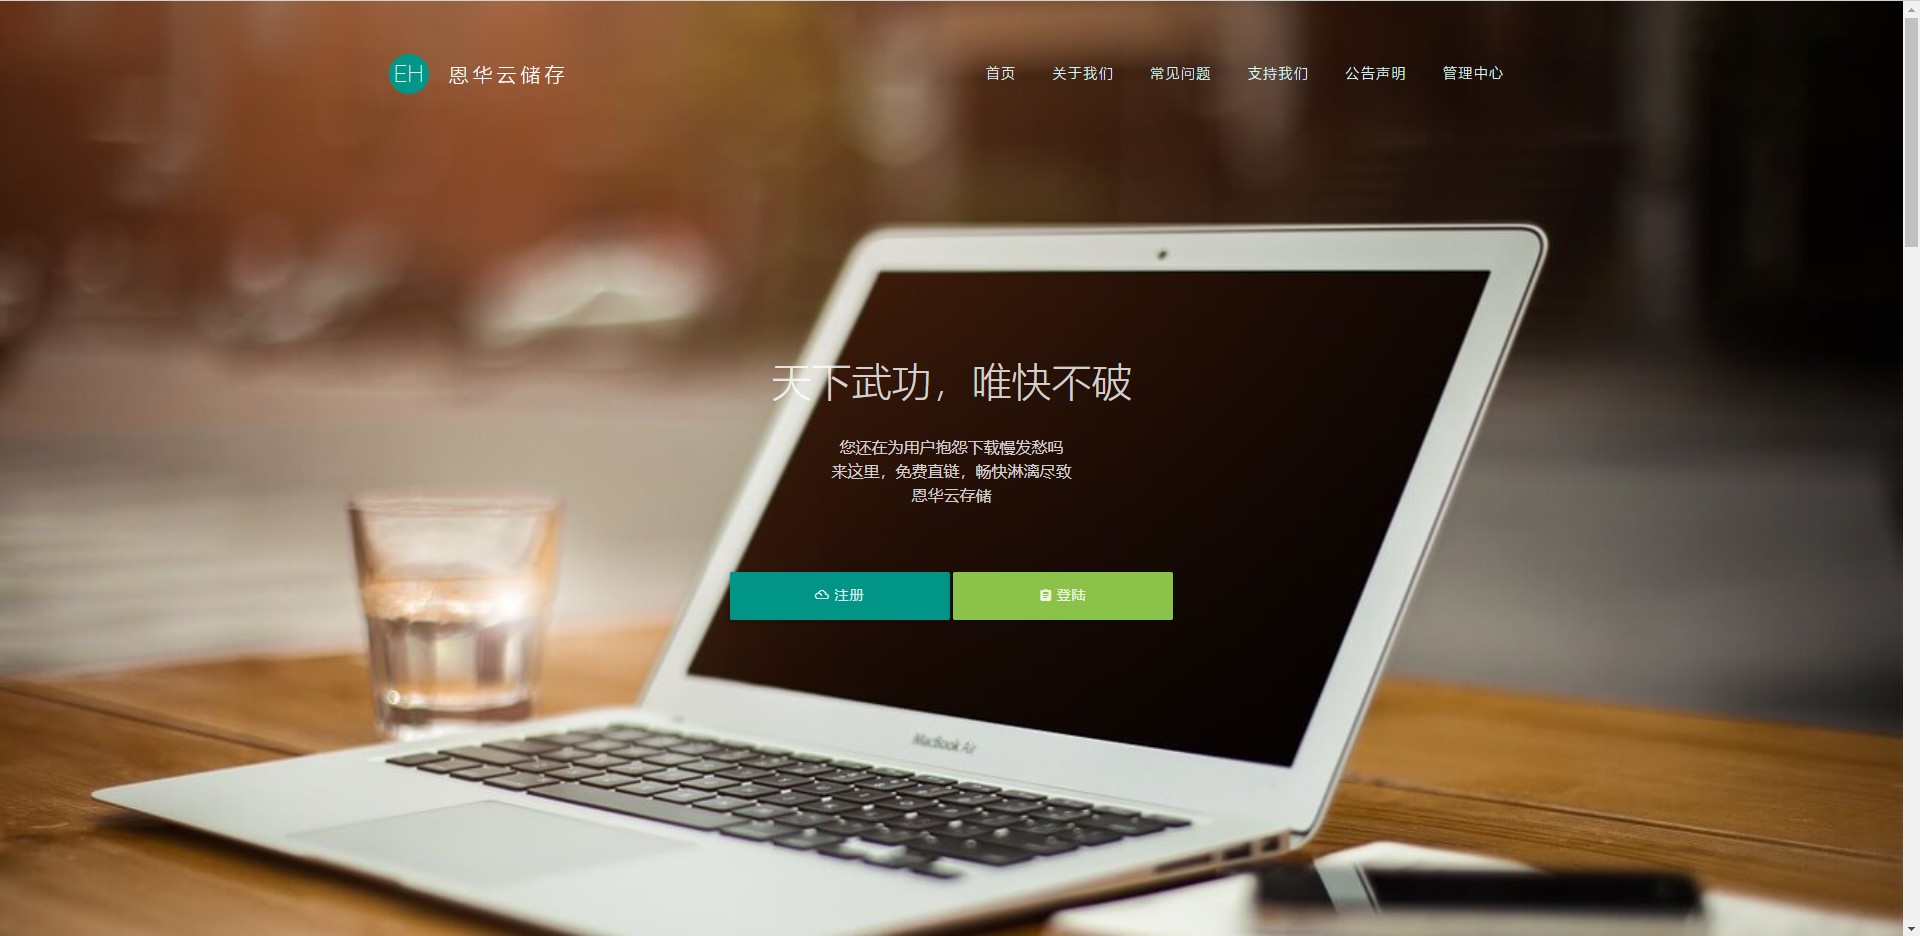 EH 恩华云储存
首页 关于我们 常见问题 支持我们 公告声明 管理中心
天下武功，唯快不破
您还在为用户抱怨下载慢发愁吗
来这里，免费直链，畅快淋漓尽致
恩华云存储
注册 登陆
MacBook Air